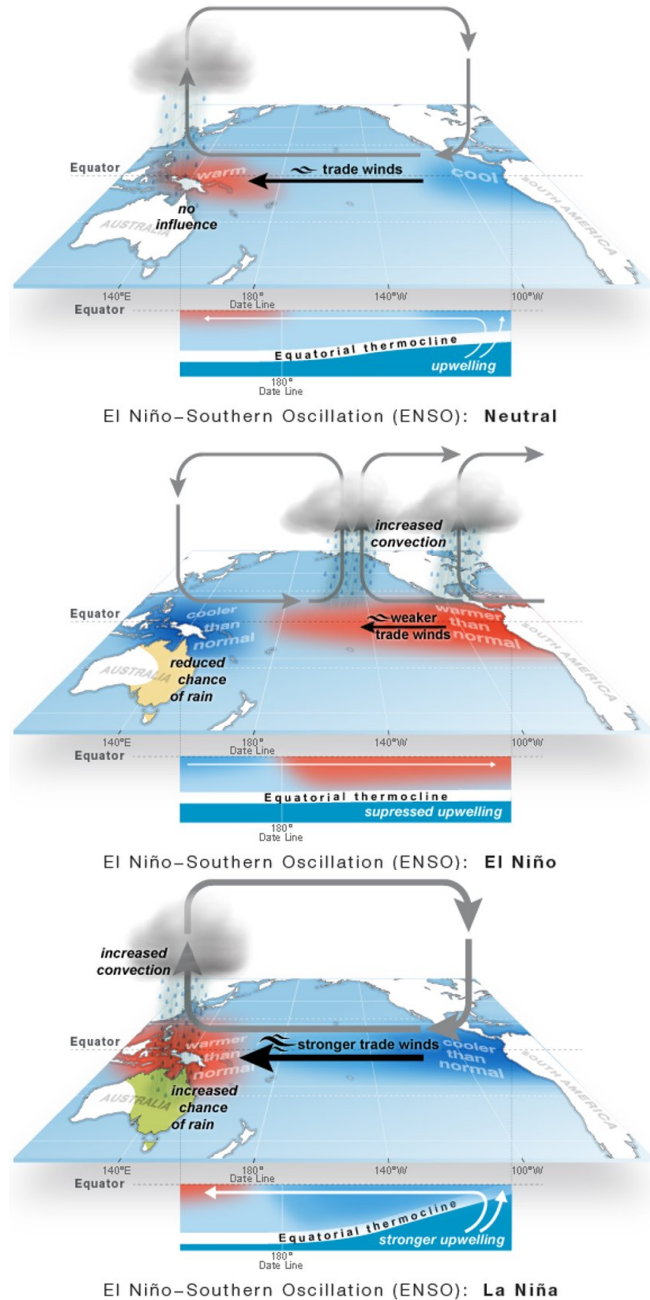 Equator
warm
trade winds
cool
no
influence
AUSTRALIA
SOUTH AMERICA
140°E
180°
Date Line
140°W
100°W
Equator
Equatorial thermocline
upwelling
180°
Date Line
El Niño–Southern Oscillation (ENSO): Neutral
increased
convection
Equator
cooler
than
normal
weaker
trade winds
warmer
than
normal
reduced
chance
of rain
AUSTRALIA
SOUTH AMERICA
140°E
180°
Date Line
140°W
100°W
Equator
Equatorial thermocline
supressed upwelling
180°
Date Line
El Niño–Southern Oscillation (ENSO): El Niño
increased
convection
Equator
warmer
than
normal
stronger trade winds
cooler
than
normal
increased
chance
of rain
AUSTRALIA
SOUTH AMERICA
140°E
180°
Date Line
140°W
100°W
Equator
Equatorial thermocline
stronger upwelling
180°
Date Line
El Niño–Southern Oscillation (ENSO): La Niña